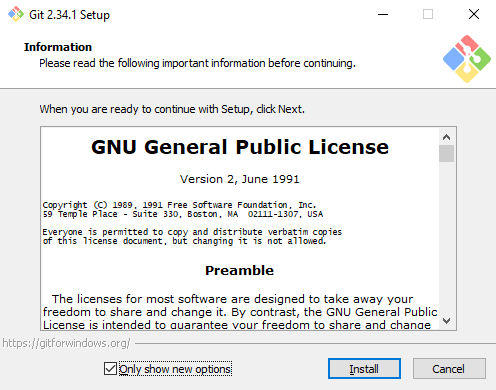 Git 2.34.1 Setup
Information
Please read the following important information before continuing.
When you are ready to continue with Setup, click Next.
GNU General Public License
Version 2, June 1991
Copyright (C) 1989, 1991 Free Software Foundation, Inc.
59 Temple Place - Suite 330, Boston, MA  02111-1307, USA
Everyone is permitted to copy and distribute verbatim copies
of this license document, but changing it is not allowed.
Preamble
The licenses for most software are designed to take away your
freedom to share and change it. By contrast, the GNU General Public
License is intended to guarantee your freedom to share and change
https://gitforwindows.org/
Only show new options
Install
Cancel